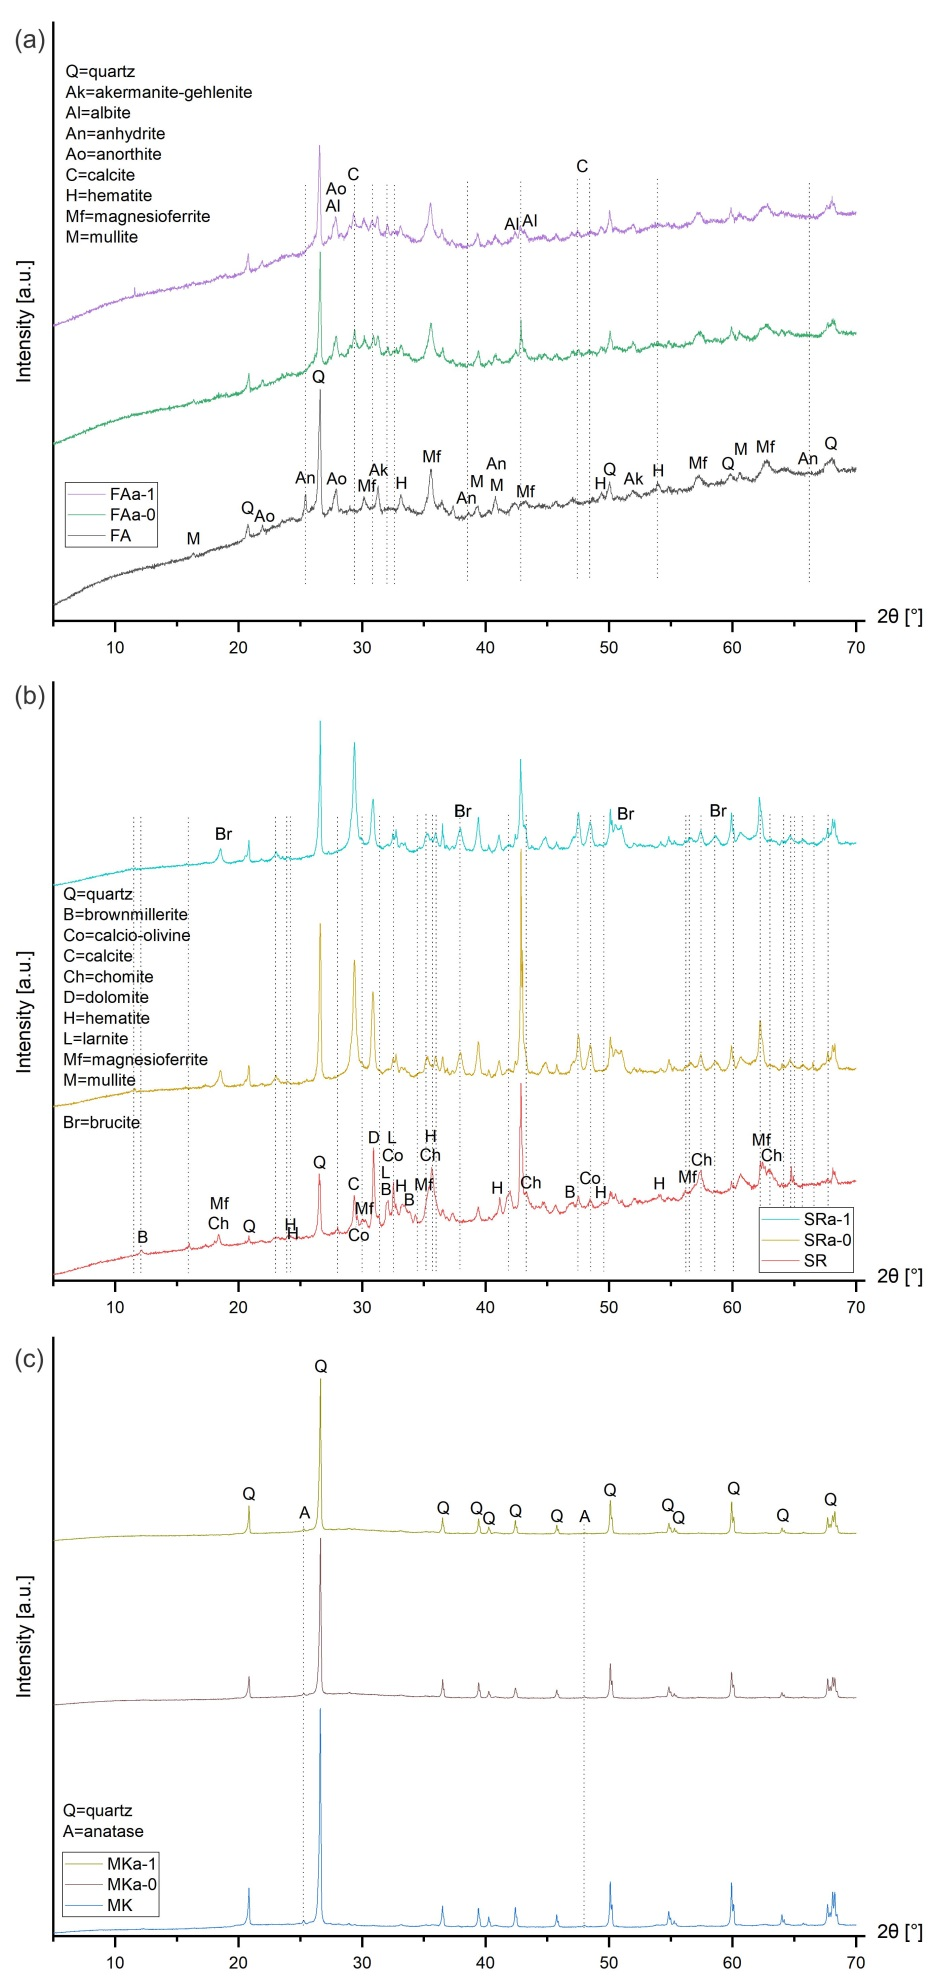 (a)
Q=quartz
Ak=akermanite-gehlenite
Al=albite
An=anhydrite
Ao=anorthite
C=calcite
H=hematite
Mf=magnesioferrite
M=mullite
C
Ao
Al
C
Al Al
Q
An Ao Mf Ak H Mf An M An M Mf H Q Ak H Mf Q M Mf An Q
M Q Ao
FAa-1
FAa-0
FA
Intensity [a.u.]
2θ [°]
10 20 30 40 50 60 70
(b)
Br Br Br Br
Q=quartz
B=brownmillerite
Co=calcio-olivine
C=calcite
Ch=chomite
D=dolomite
H=hematite
L=larnite
Mf=magnesioferrite
M=mullite
Br=brucite
B Mf Ch Q H H Q C Co Mf D L B L Co H B Mf H Ch H Ch B Co H H Mf Ch Mf Ch
SRa-1
SRa-0
SR
Intensity [a.u.]
2θ [°]
10 20 30 40 50 60 70
(c)
Q
Q A Q Q Q Q Q A Q Q Q Q Q Q
Q=quartz
A=anatase
MKa-1
MKa-0
MK
Intensity [a.u.]
2θ [°]
10 20 30 40 50 60 70